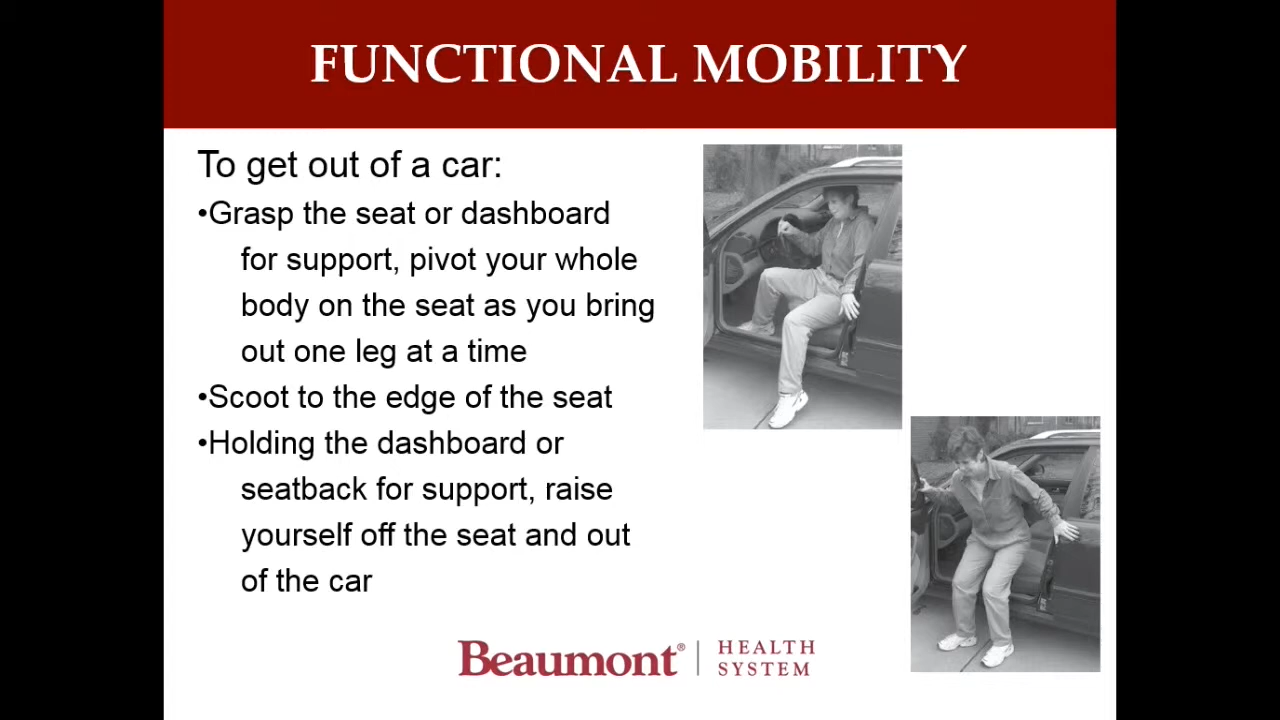 FUNCTIONAL MOBILITY
To get out of a car:
•Grasp the seat or dashboard
for support, pivot your whole
body on the seat as you bring
out one leg at a time
•Scoot to the edge of the seat
•Holding the dashboard or
seatback for support, raise
yourself off the seat and out
of the car
Beaumont® | HEALTH
SYSTEM